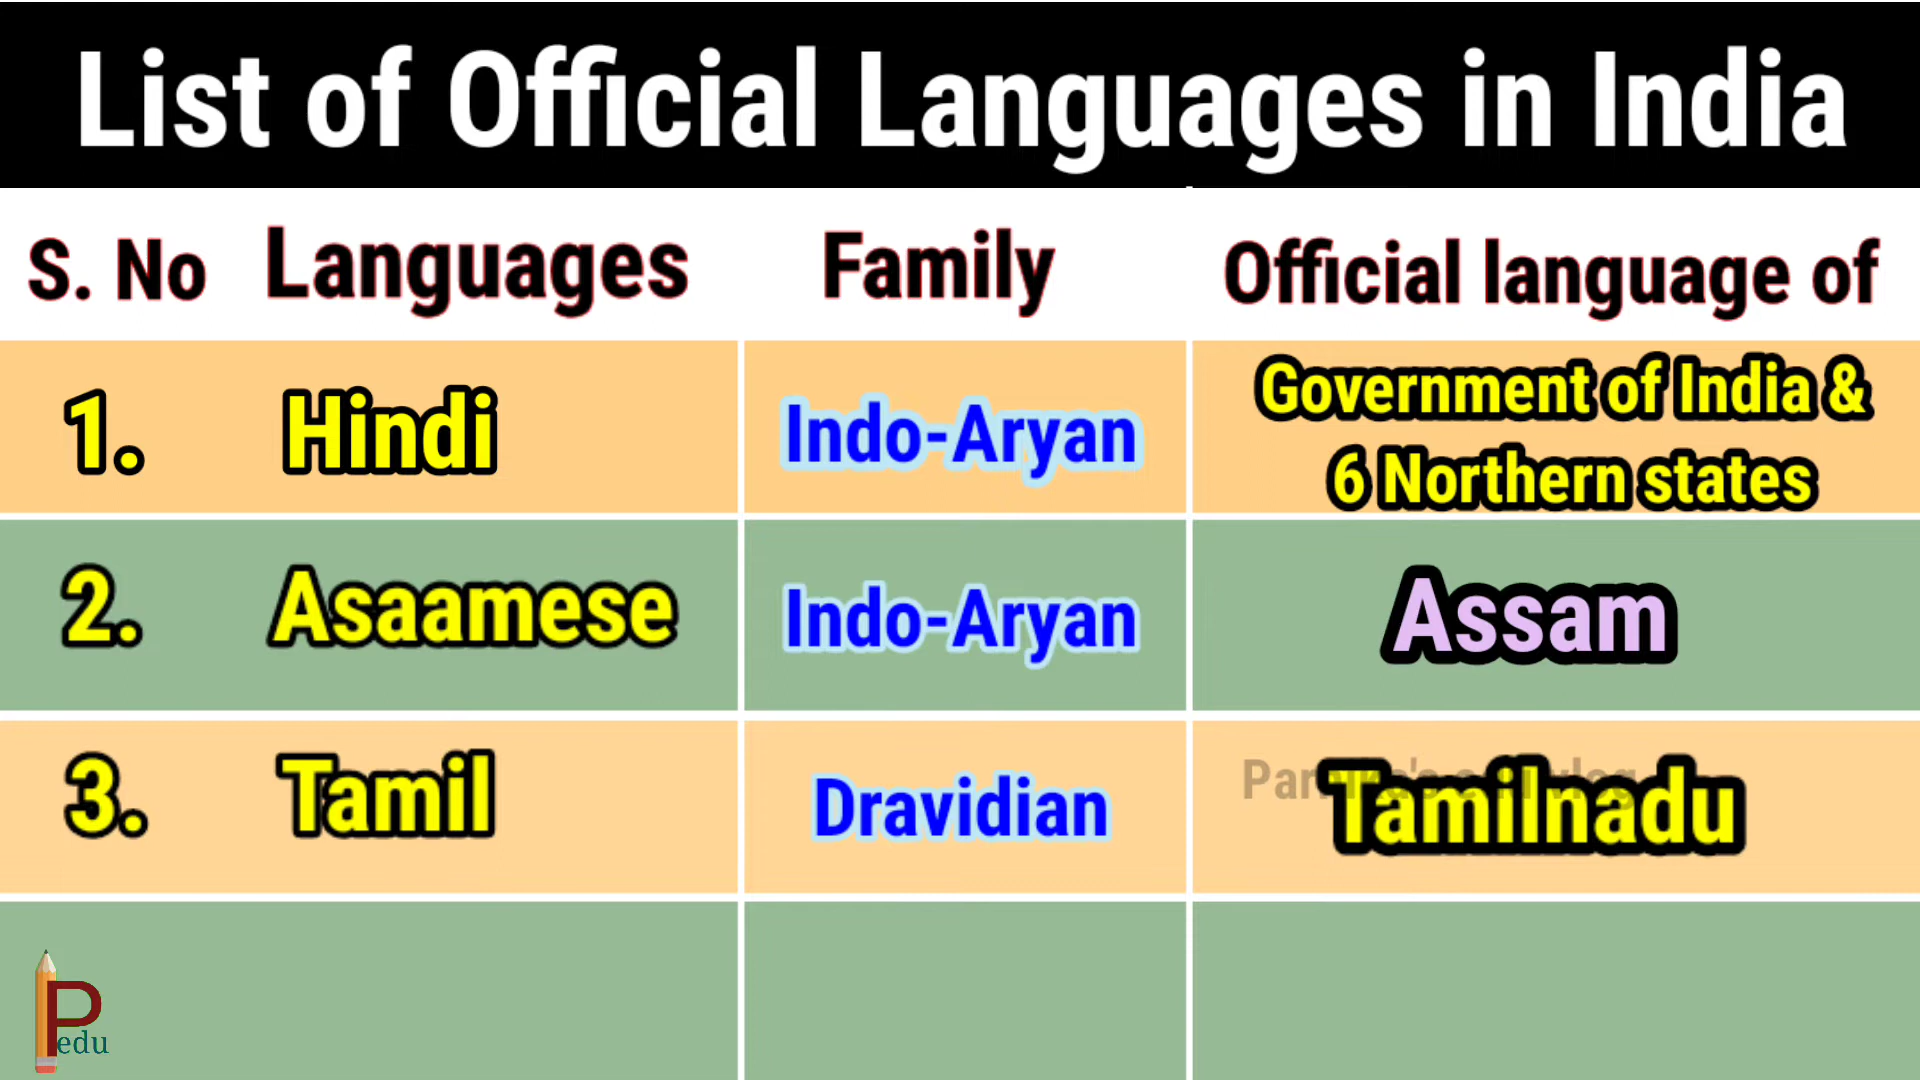 List of Official Languages in India
S. No Languages Family Official language of
1. Hindi Indo-Aryan Government of India &
6 Northern states
2. Asaamese Indo-Aryan Assam
3. Tamil Dravidian Tamilnadu
P
edu